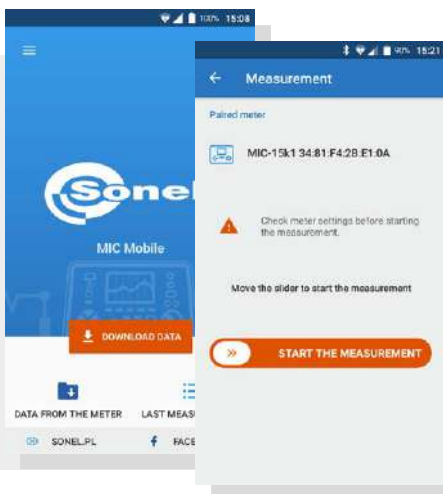 100% 15:08
Sonel
MIC Mobile
DOWNLOAD DATA
DATA FROM THE METER
LAST MEAS
SONEL.PL
FACE
90% 15:21
Measurement
Paired meter
MIC-15k1 34:81:F4:2B:E1:0A
Check meter settings before starting
the measurement.
Move the slider to start the measurement
START THE MEASUREMENT